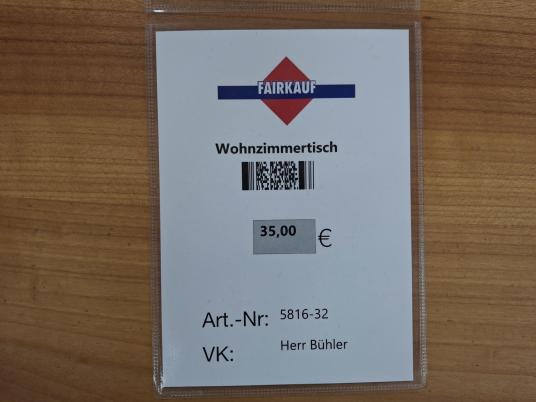 FAIRKAUF
Wohnzimmertisch
35,00 €
Art.-Nr: 5816-32
VK: Herr Bühler